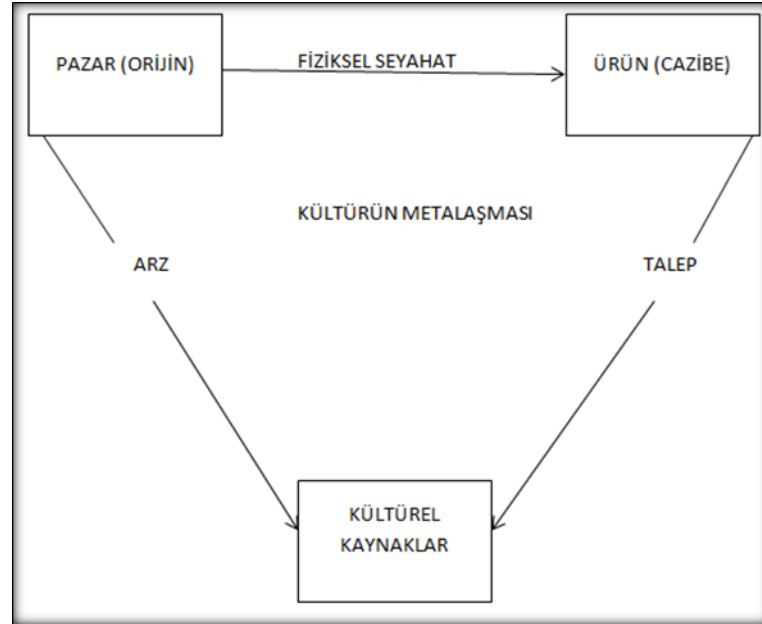 PAZAR (ORİJİN)
FİZİKSEL SEYAHAT
ÜRÜN (CAZİBE)
KÜLTÜRÜN METALAŞMASI
ARZ
TALEP
KÜLTÜREL
KAYNAKLAR